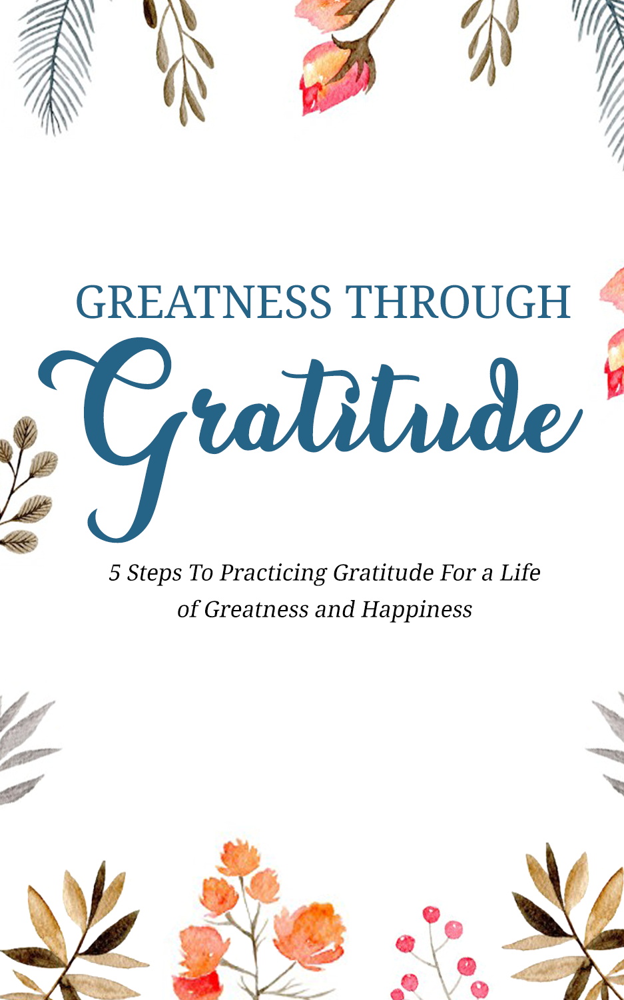 GREATNESS THROUGH
Gratitude
5 Steps To Practicing Gratitude For a Life
of Greatness and Happiness